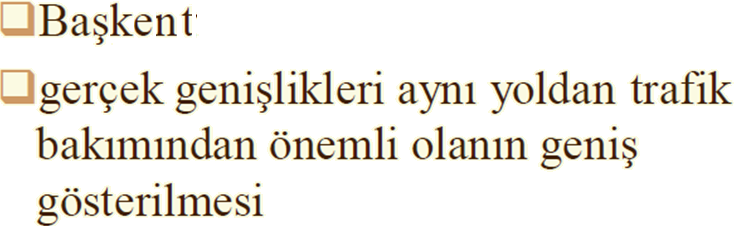 Başkent
gerçek genişlikleri aynı yoldan trafik
bakımından önemli olanın geniş
gösterilmesi